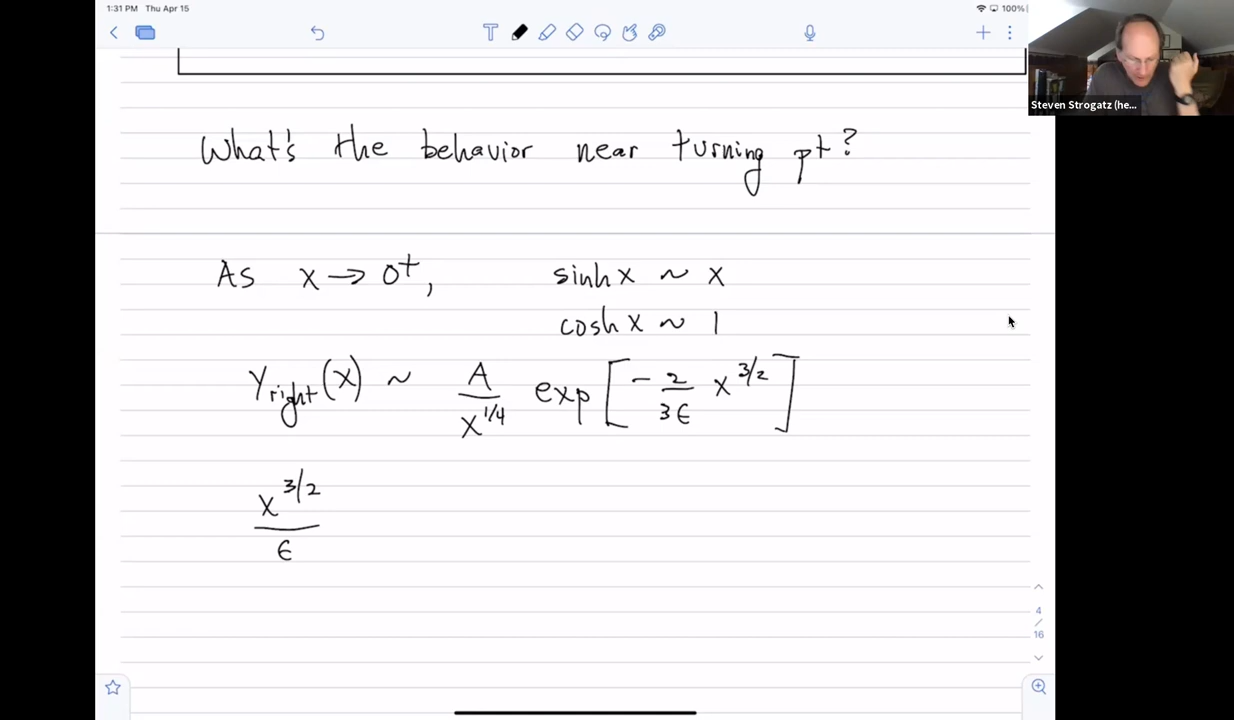 1:31 PM Thu Apr 15
100%
T
Steven Strogatz (he...
What's the behavior near turning pt?
As x → 0⁺, sinh x ~ x
cosh x ~ 1
y_right(x) ~ A/x^{1/4} exp[-2/3ϵ x^{3/2}]
x^{3/2}/ϵ
4
/
16